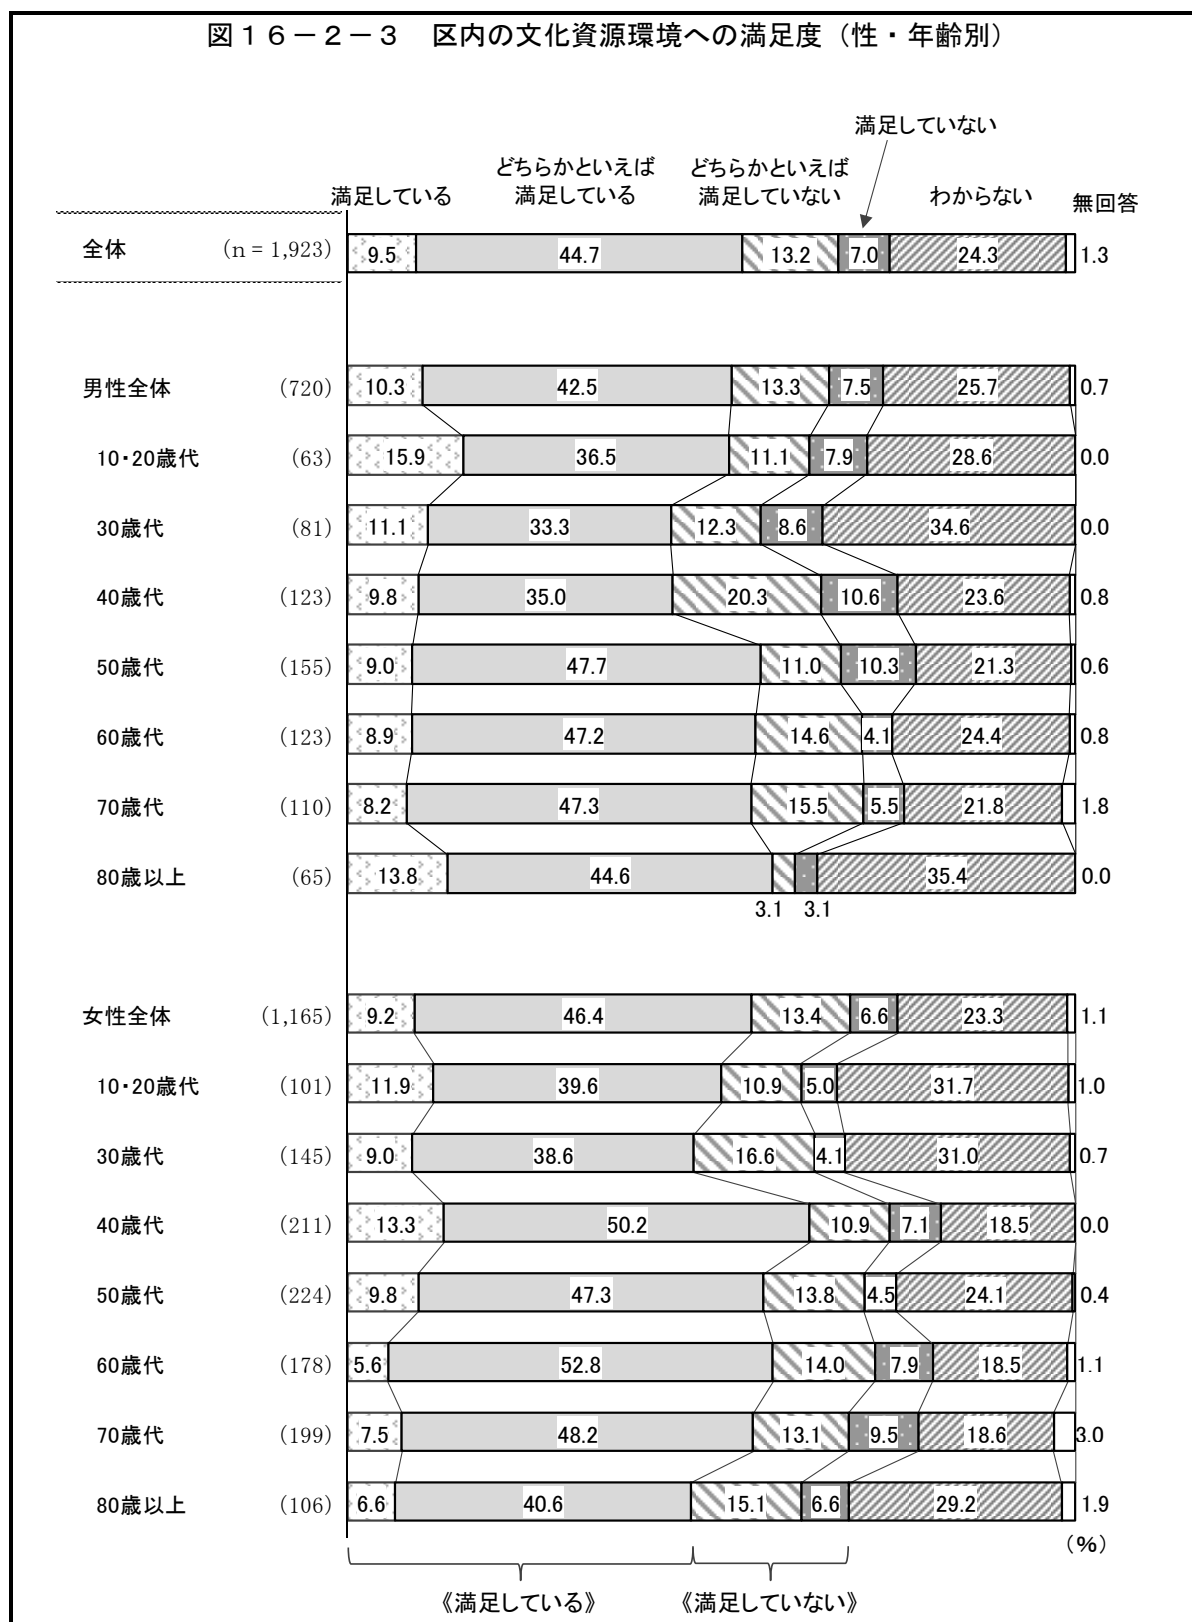 図16－2－3　区内の文化資源環境への満足度（性・年齢別）
満足していない
どちらかといえば　どちらかといえば
満足している　満足している　満足していない　わからない　無回答
全体　(n = 1,923)　9.5　44.7　13.2　7.0　24.3　1.3
男性全体　(720)　10.3　42.5　13.3　7.5　25.7　0.7
10・20歳代　(63)　15.9　36.5　11.1　7.9　28.6　0.0
30歳代　(81)　11.1　33.3　12.3　8.6　34.6　0.0
40歳代　(123)　9.8　35.0　20.3　10.6　23.6　0.8
50歳代　(155)　9.0　47.7　11.0　10.3　21.3　0.6
60歳代　(123)　8.9　47.2　14.6　4.1　24.4　0.8
70歳代　(110)　8.2　47.3　15.5　5.5　21.8　1.8
80歳以上　(65)　13.8　44.6　35.4　0.0
3.1　3.1
女性全体　(1,165)　9.2　46.4　13.4　6.6　23.3　1.1
10・20歳代　(101)　11.9　39.6　10.9　5.0　31.7　1.0
30歳代　(145)　9.0　38.6　16.6　4.1　31.0　0.7
40歳代　(211)　13.3　50.2　10.9　7.1　18.5　0.0
50歳代　(224)　9.8　47.3　13.8　4.5　24.1　0.4
60歳代　(178)　5.6　52.8　14.0　7.9　18.5　1.1
70歳代　(199)　7.5　48.2　13.1　9.5　18.6　3.0
80歳以上　(106)　6.6　40.6　15.1　6.6　29.2　1.9
(%)
《満足している》　《満足していない》